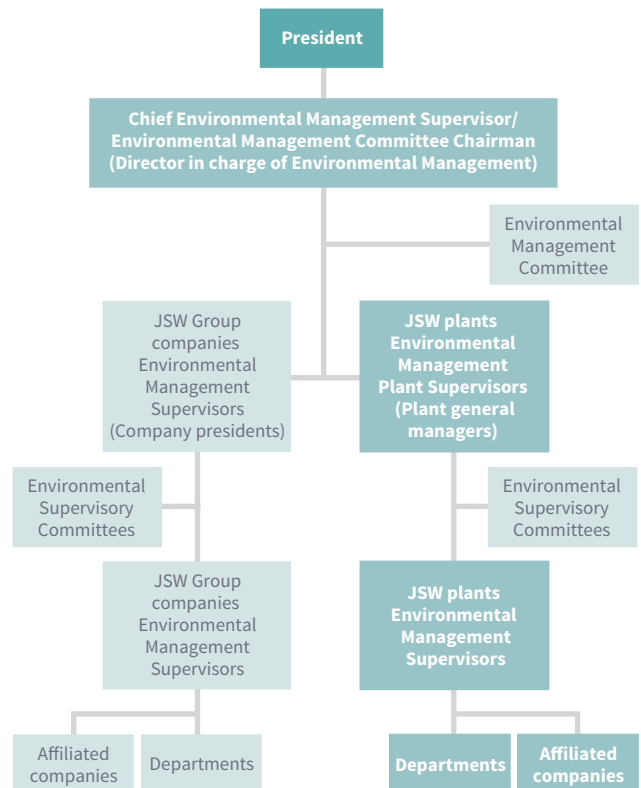 President
Chief Environmental Management Supervisor/
Environmental Management Committee Chairman
(Director in charge of Environmental Management)
Environmental
Management
Committee
JSW Group
companies
Environmental
Management
Supervisors
(Company presidents)
JSW plants
Environmental
Management
Plant Supervisors
(Plant general
managers)
Environmental
Supervisory
Committees
Environmental
Supervisory
Committees
JSW Group
companies
Environmental
Management
Supervisors
JSW plants
Environmental
Management
Supervisors
Affiliated
companies
Departments
Departments
Affiliated
companies